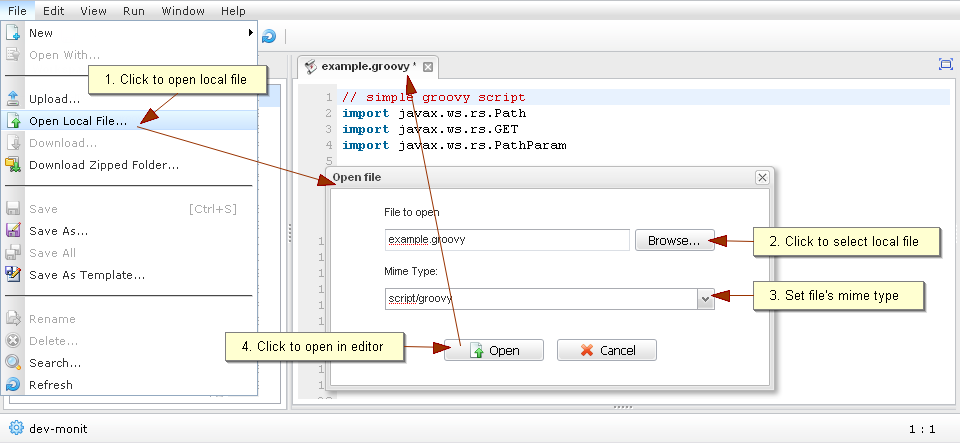 File Edit View Run Window Help
New
Open With...
1. Click to open local file
Upload...
Open Local File...
Download...
Download Zipped Folder...
Save [Ctrl+S]
Save As...
Save All
Save As Template...
Rename
Delete...
Search...
Refresh
example.groovy *
1 // simple groovy script
2 import javax.ws.rs.Path
3 import javax.ws.rs.GET
4 import javax.ws.rs.PathParam
5
Open file
File to open
example.groovy
Browse...
2. Click to select local file
Mime Type:
script/groovy
3. Set file's mime type
4. Click to open in editor
Open
Cancel
dev-monit
1 : 1